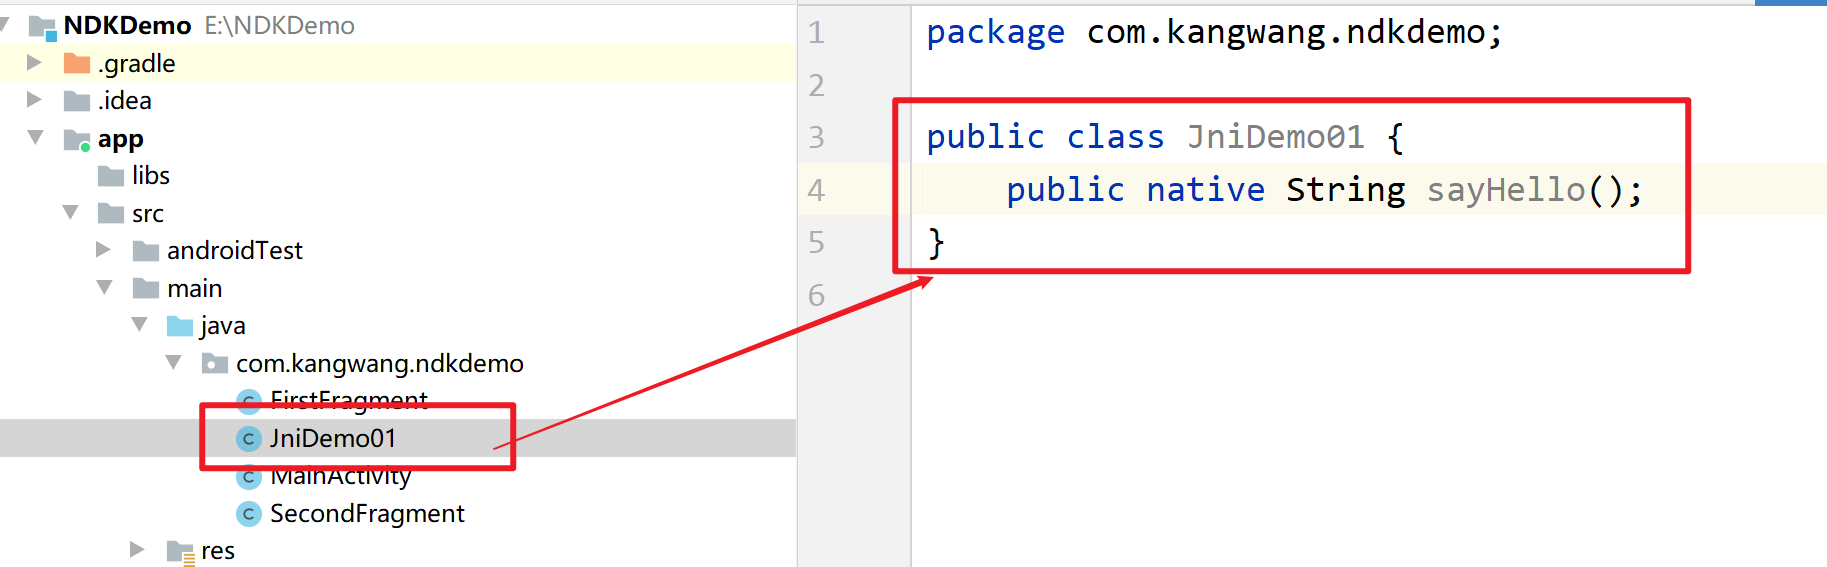 NDKDemo E:\NDKDemo
.gradle
.idea
app
libs
src
androidTest
main
java
com.kangwang.ndkdemo
FirstFragment
JniDemo01
MainActivity
SecondFragment
res
1 package com.kangwang.ndkdemo;
2
3 public class JniDemo01 {
4 public native String sayHello();
5 }
6